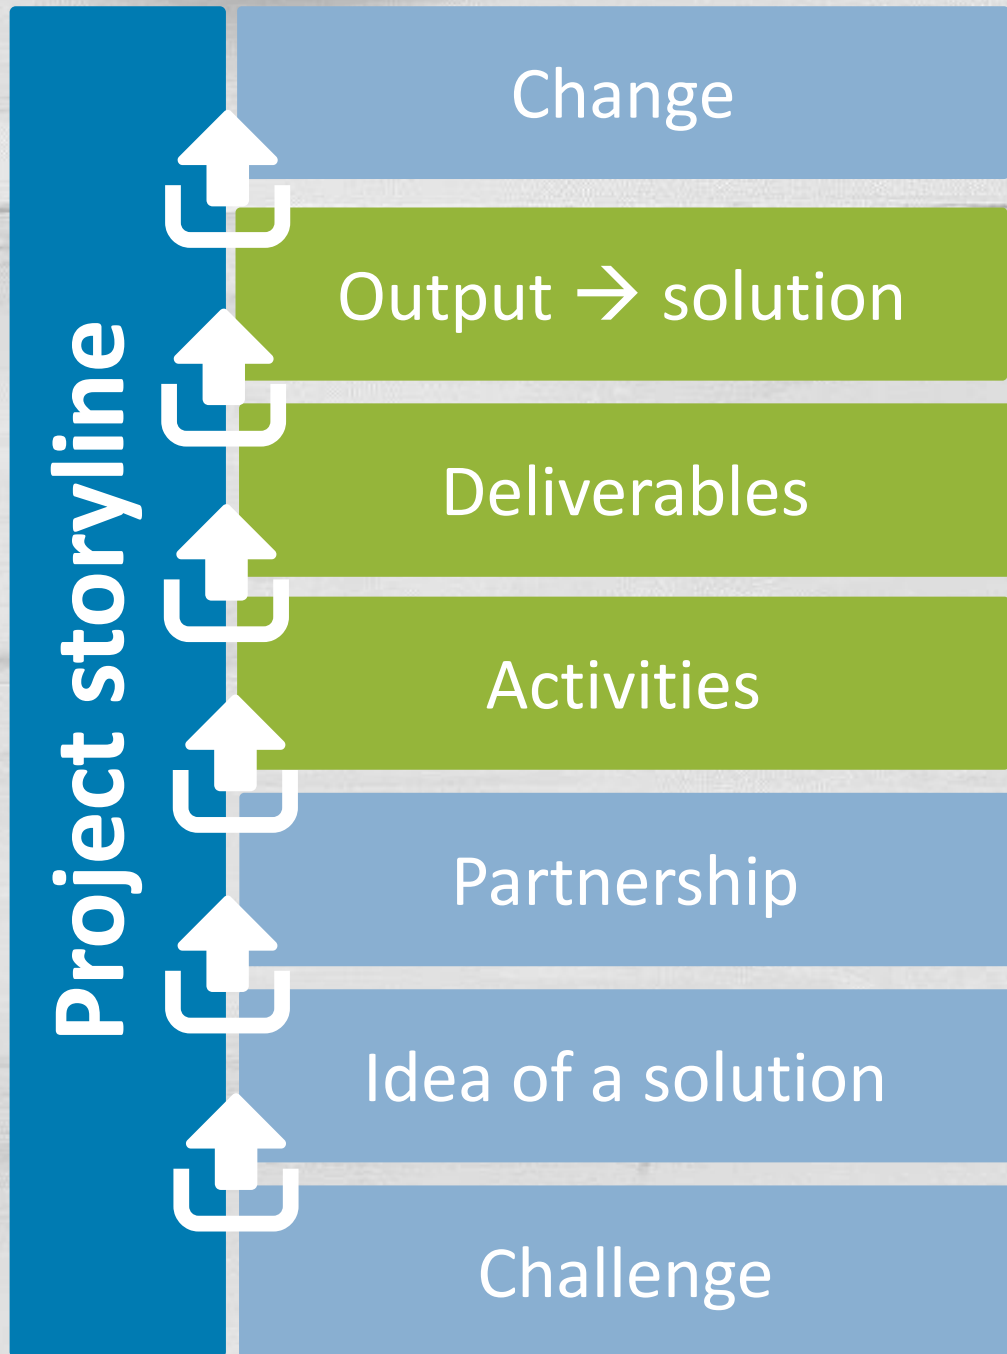 Project storyline
Change
Output → solution
Deliverables
Activities
Partnership
Idea of a solution
Challenge